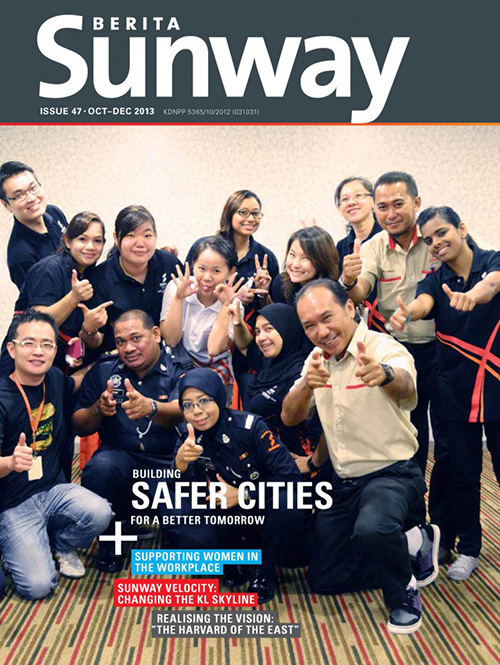 BERITA
Sunway
ISSUE 47 · OCT–DEC 2013 KDNPP 5365/10/2012 (031031)
BUILDING
SAFER CITIES
FOR A BETTER TOMORROW
+
SUPPORTING WOMEN IN
THE WORKPLACE
SUNWAY VELOCITY:
CHANGING THE KL SKYLINE
REALISING THE VISION:
"THE HARVARD OF THE EAST"